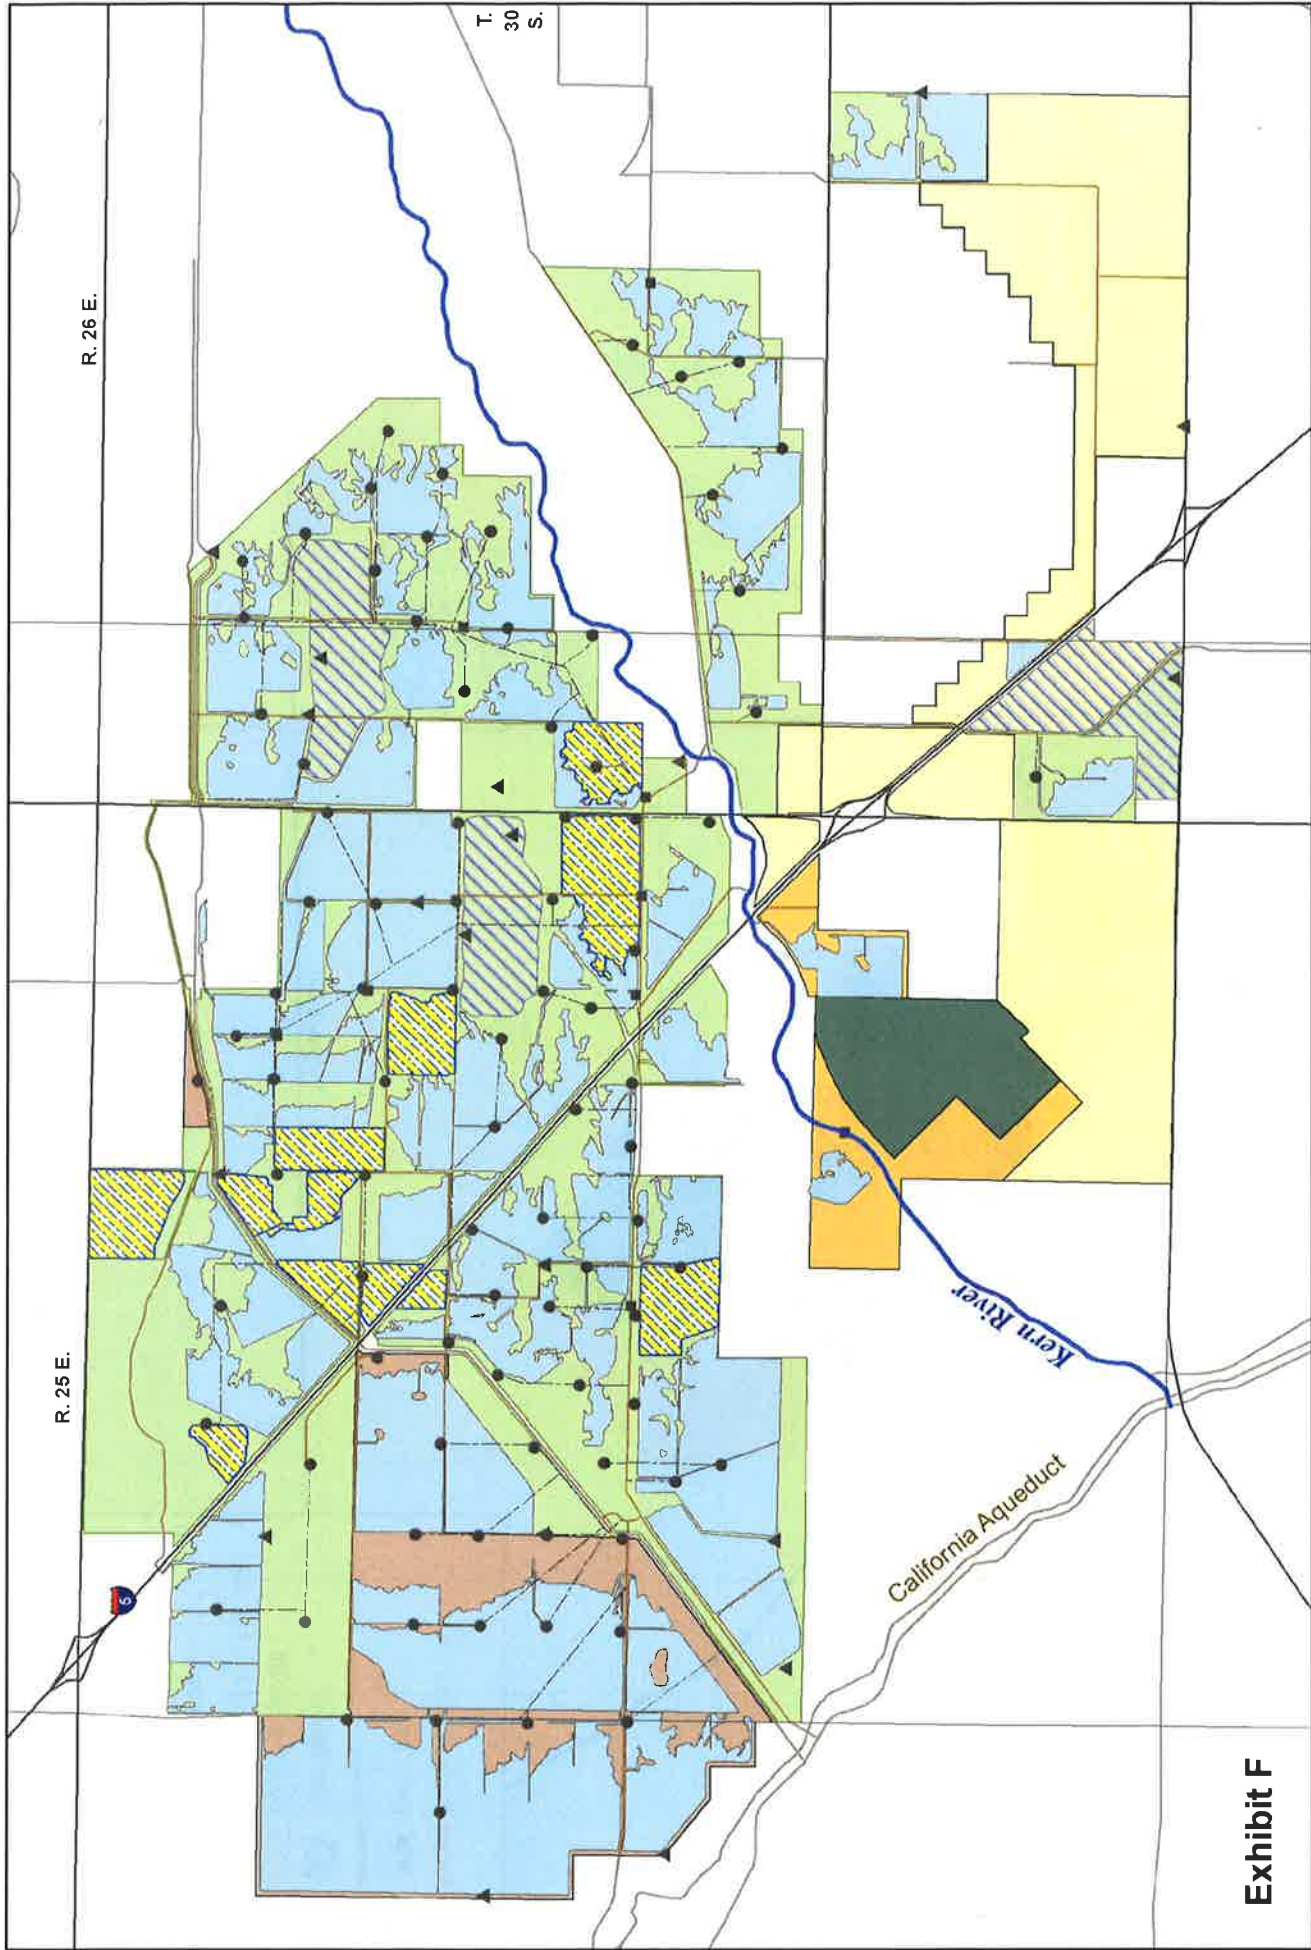 R. 25 E.
R. 26 E.
T.
30
S.
5
Kern River
California Aqueduct
Exhibit F